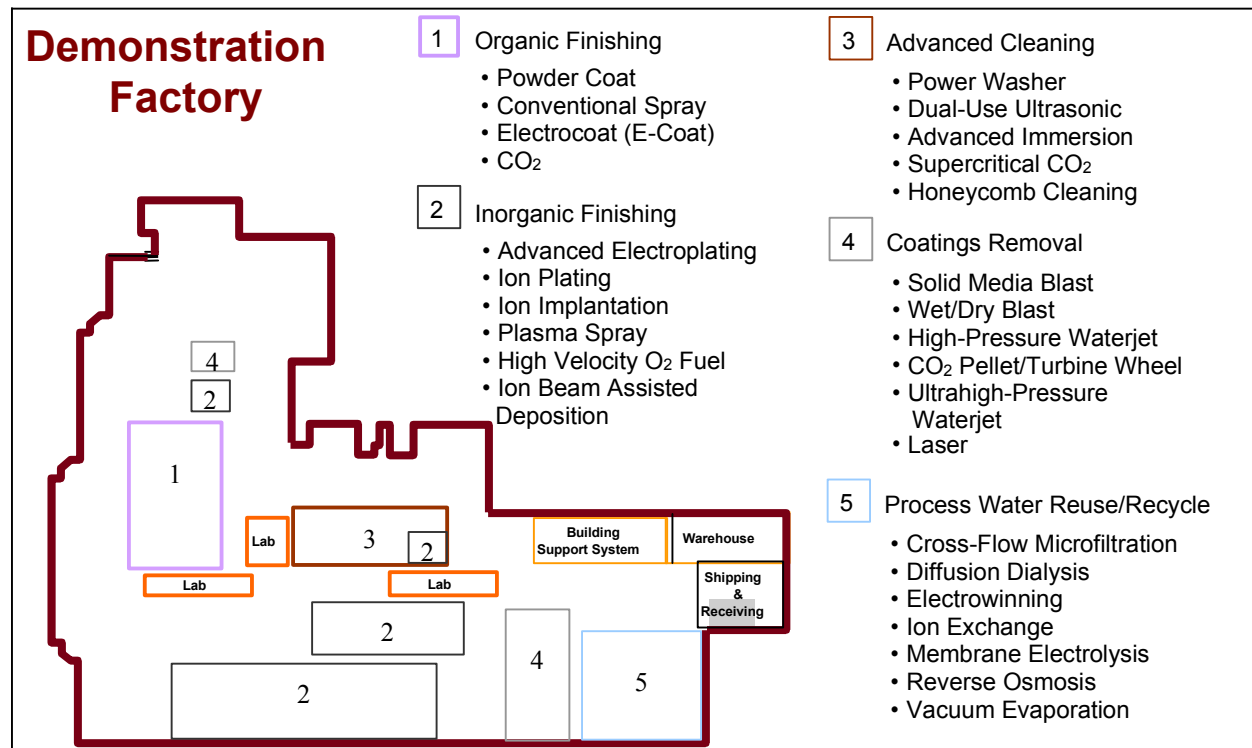 Demonstration
Factory
1 Organic Finishing
• Powder Coat
• Conventional Spray
• Electrocoat (E-Coat)
• CO₂
2 Inorganic Finishing
• Advanced Electroplating
• Ion Plating
• Ion Implantation
• Plasma Spray
• High Velocity O₂ Fuel
• Ion Beam Assisted
Deposition
3 Advanced Cleaning
• Power Washer
• Dual-Use Ultrasonic
• Advanced Immersion
• Supercritical CO₂
• Honeycomb Cleaning
4 Coatings Removal
• Solid Media Blast
• Wet/Dry Blast
• High-Pressure Waterjet
• CO₂ Pellet/Turbine Wheel
• Ultrahigh-Pressure
Waterjet
• Laser
5 Process Water Reuse/Recycle
• Cross-Flow Microfiltration
• Diffusion Dialysis
• Electrowinning
• Ion Exchange
• Membrane Electrolysis
• Reverse Osmosis
• Vacuum Evaporation
4
2
1
Lab
3
2
Building
Support System
Warehouse
Lab
Lab
Shipping
&
Receiving
2
2
4
5